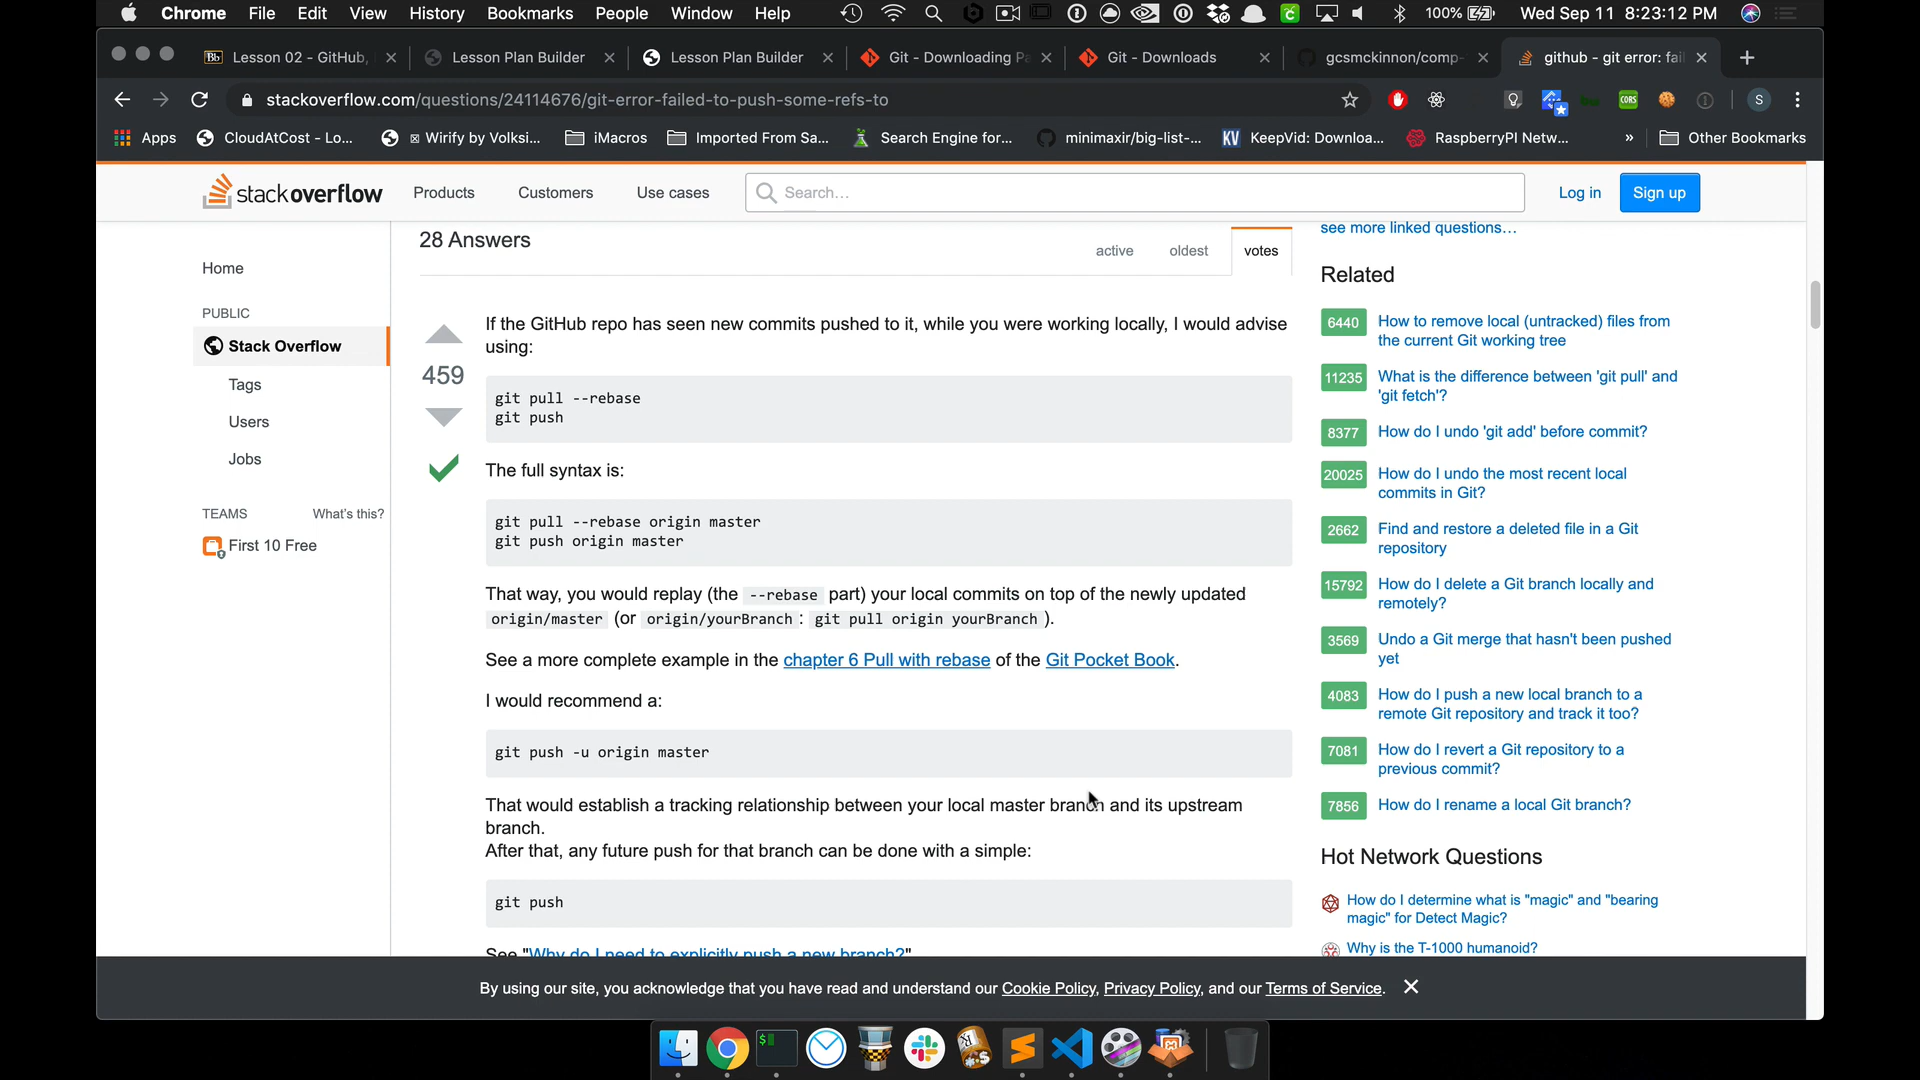 Chrome File Edit View History Bookmarks People Window Help 100% Wed Sep 11 8:23:12 PM
Lesson 02 - GitHub, Lesson Plan Builder Lesson Plan Builder Git - Downloading Pa Git - Downloads gcsmckinnon/comp- github - git error: fai
stackoverflow.com/questions/24114676/git-error-failed-to-push-some-refs-to
Apps CloudAtCost - Lo... Wirify by Volksi... iMacros Imported From Sa... Search Engine for... minimaxir/big-list-... KV KeepVid: Downloa... RaspberryPI Netw... » Other Bookmarks
stackoverflow Products Customers Use cases Search... Log in Sign up
Home
PUBLIC
Stack Overflow
Tags
Users
Jobs
TEAMS What's this?
First 10 Free
28 Answers
active oldest votes
459
If the GitHub repo has seen new commits pushed to it, while you were working locally, I would advise
using:
git pull --rebase
git push
The full syntax is:
git pull --rebase origin master
git push origin master
That way, you would replay (the --rebase part) your local commits on top of the newly updated
origin/master (or origin/yourBranch: git pull origin yourBranch ).
See a more complete example in the chapter 6 Pull with rebase of the Git Pocket Book.
I would recommend a:
git push -u origin master
That would establish a tracking relationship between your local master branch and its upstream
branch.
After that, any future push for that branch can be done with a simple:
git push
See "Why do I need to explicitly push a new branch?"
see more linked questions…
Related
6440 How to remove local (untracked) files from
the current Git working tree
11235 What is the difference between 'git pull' and
'git fetch'?
8377 How do I undo 'git add' before commit?
20025 How do I undo the most recent local
commits in Git?
2662 Find and restore a deleted file in a Git
repository
15792 How do I delete a Git branch locally and
remotely?
3569 Undo a Git merge that hasn't been pushed
yet
4083 How do I push a new local branch to a
remote Git repository and track it too?
7081 How do I revert a Git repository to a
previous commit?
7856 How do I rename a local Git branch?
Hot Network Questions
How do I determine what is "magic" and "bearing
magic" for Detect Magic?
Why is the T-1000 humanoid?
By using our site, you acknowledge that you have read and understand our Cookie Policy, Privacy Policy, and our Terms of Service.